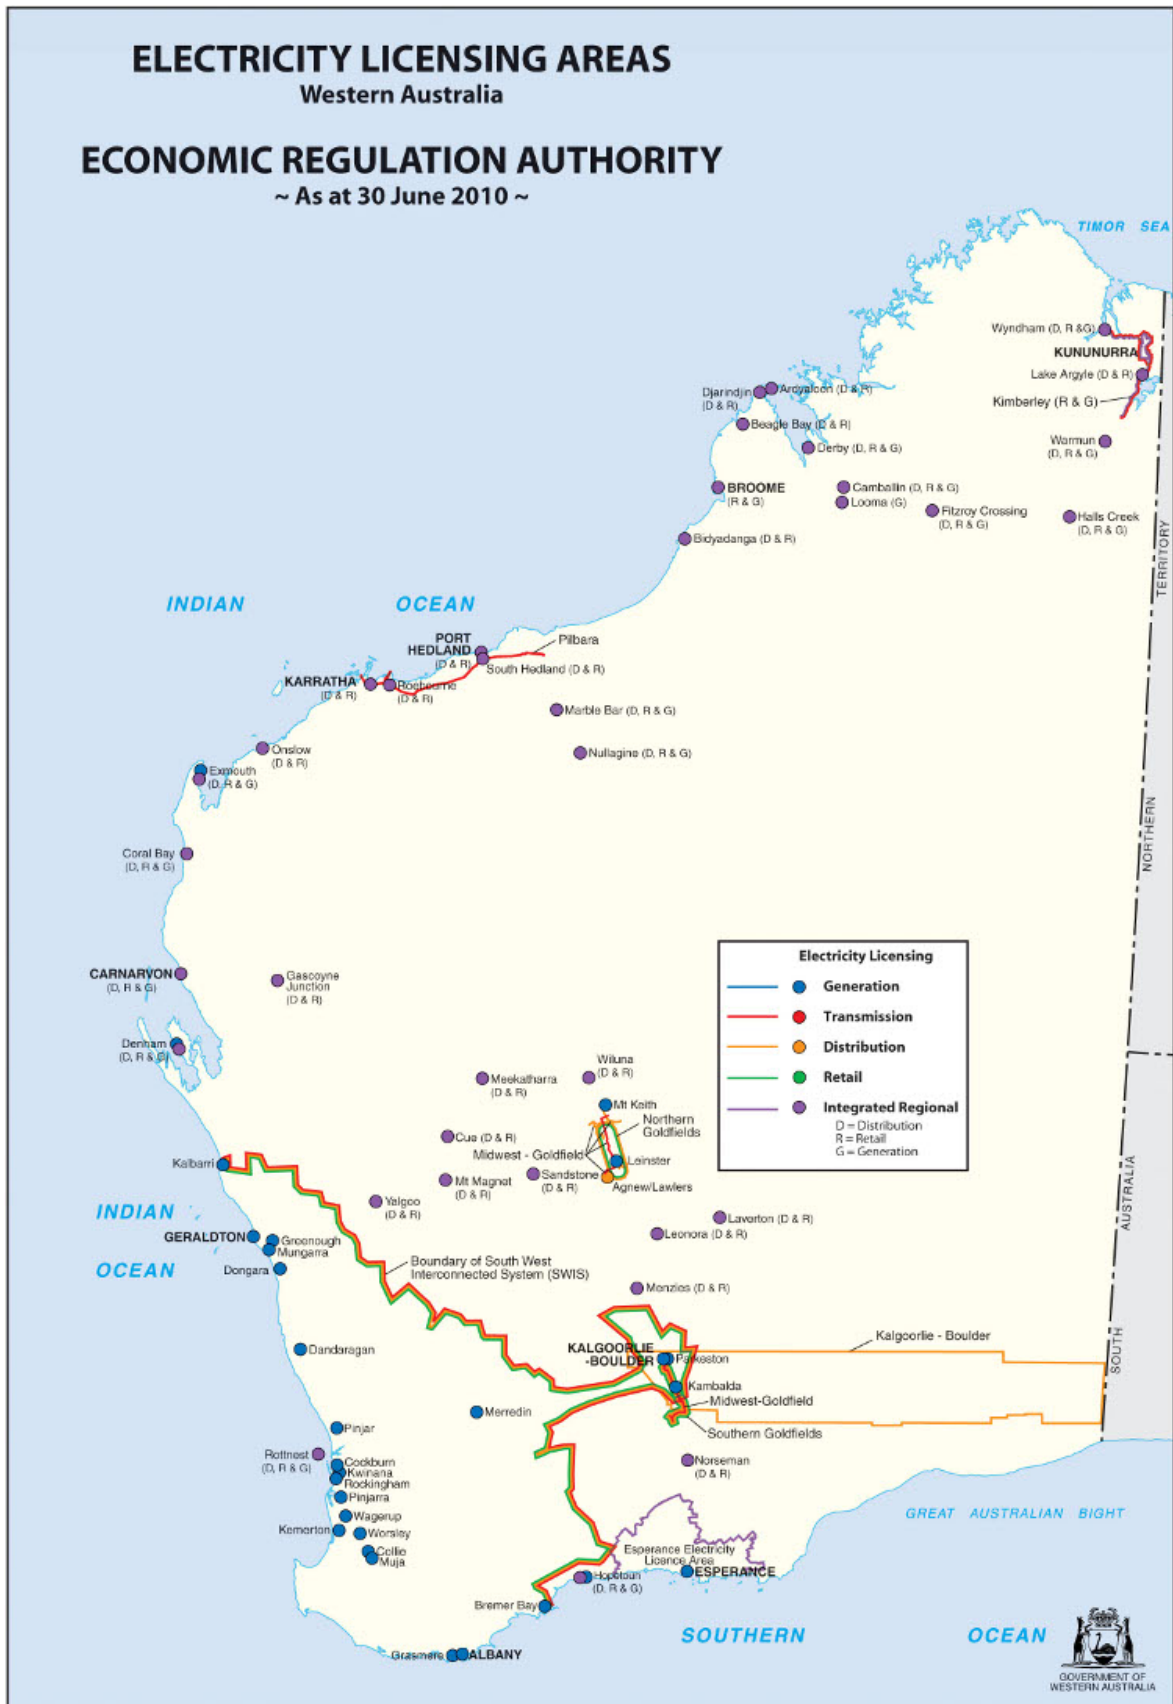 ELECTRICITY LICENSING AREAS
Western Australia
ECONOMIC REGULATION AUTHORITY
~ As at 30 June 2010 ~
TIMOR SEA
Wyndham (D, R &G)
KUNUNURRA
Lake Argyle (D & R)
Kimberley (R & G)
Warmun
(D, R & G)
Djarindjin
(D & R)
Ardyaloon (D & R)
Beagle Bay (D & R)
Derby (D, R & G)
BROOME
(R & G)
Camballin (D, R & G)
Looma (G)
Fitzroy Crossing
(D, R & G)
Halls Creek
(D, R & G)
Bidyadanga (D & R)
TERRITORY
NORTHERN
INDIAN OCEAN
PORT
HEDLAND
(D & R)
Pilbara
South Hedland (D & R)
KARRATHA
(D & R)
Roebourne
(D & R)
Marble Bar (D, R & G)
Nullagine (D, R & G)
Onslow
(D & R)
Exmouth
(D, R & G)
Coral Bay
(D, R & G)
CARNARVON
(D, R & G)
Gascoyne
Junction
(D & R)
Denham
(D, R & G)
Electricity Licensing
Generation
Transmission
Distribution
Retail
Integrated Regional
D = Distribution
R = Retail
G = Generation
Meekatharra
(D & R)
Wiluna
(D & R)
Mt Keith
Northern
Goldfields
Cue (D & R)
Midwest - Goldfield
Leinster
Kalbarri
Mt Magnet
(D & R)
Sandstone
(D & R)
Agnew/Lawlers
Yalgoo
(D & R)
Laverton (D & R)
Leonora (D & R)
INDIAN
OCEAN
GERALDTON
Greenough
Mungarra
Dongara
Boundary of South West
Interconnected System (SWIS)
Menzies (D & R)
SOUTH
AUSTRALIA
Dandaragan
KALGOORLIE
-BOULDER
Parkeston
Kalgoorlie - Boulder
Kambalda
Midwest-Goldfield
Southern Goldfields
Merredin
Pinjar
Rottnest
(D, R & G)
Cockburn
Kwinana
Rockingham
Pinjarra
Wagerup
Kemerton
Worsley
Collie
Muja
Norseman
(D & R)
GREAT AUSTRALIAN BIGHT
Esperance Electricity
Licence Area
ESPERANCE
Hopetoun
(D, R & G)
Bremer Bay
Grasmere
ALBANY
SOUTHERN OCEAN
GOVERNMENT OF
WESTERN AUSTRALIA